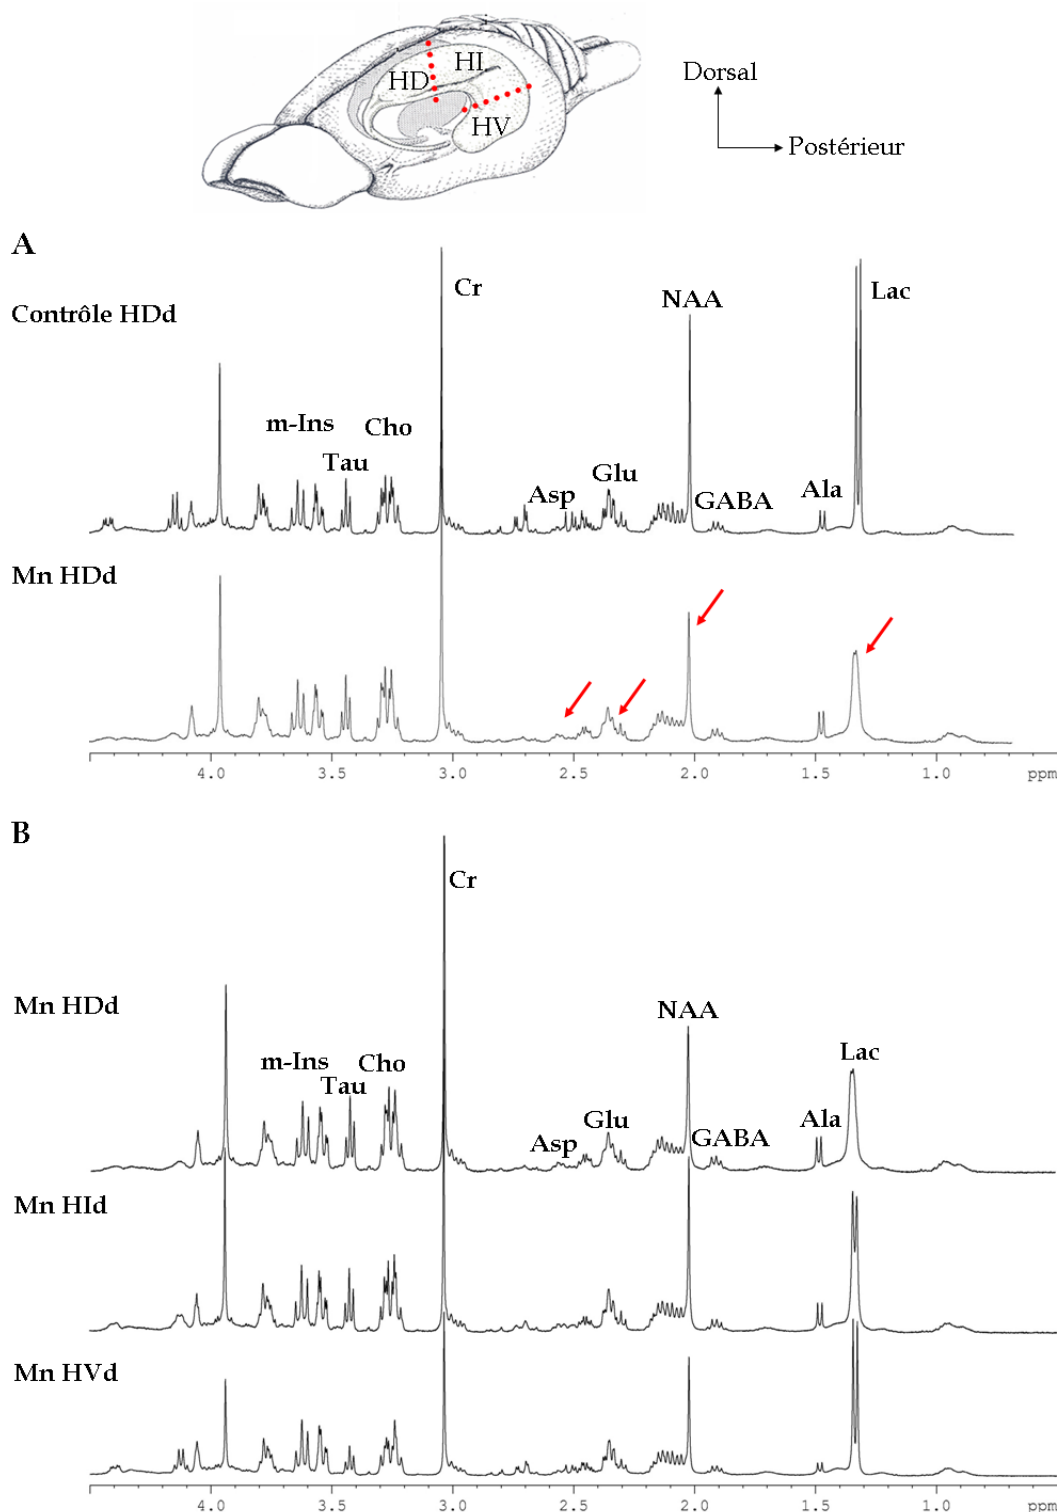 Dorsal
HI
HD
HV
Postérieur
A
Cr
NAA
Lac
Contrôle HDd
m-Ins
Cho
Tau
Glu
Asp
GABA
Ala
Mn HDd
4.0 3.5 3.0 2.5 2.0 1.5 1.0 ppm
B
Cr
Mn HDd
NAA
Lac
m-Ins
Cho
Tau
Glu
Ala
Asp
GABA
Mn HId
Mn HVd
4.0 3.5 3.0 2.5 2.0 1.5 1.0 ppm